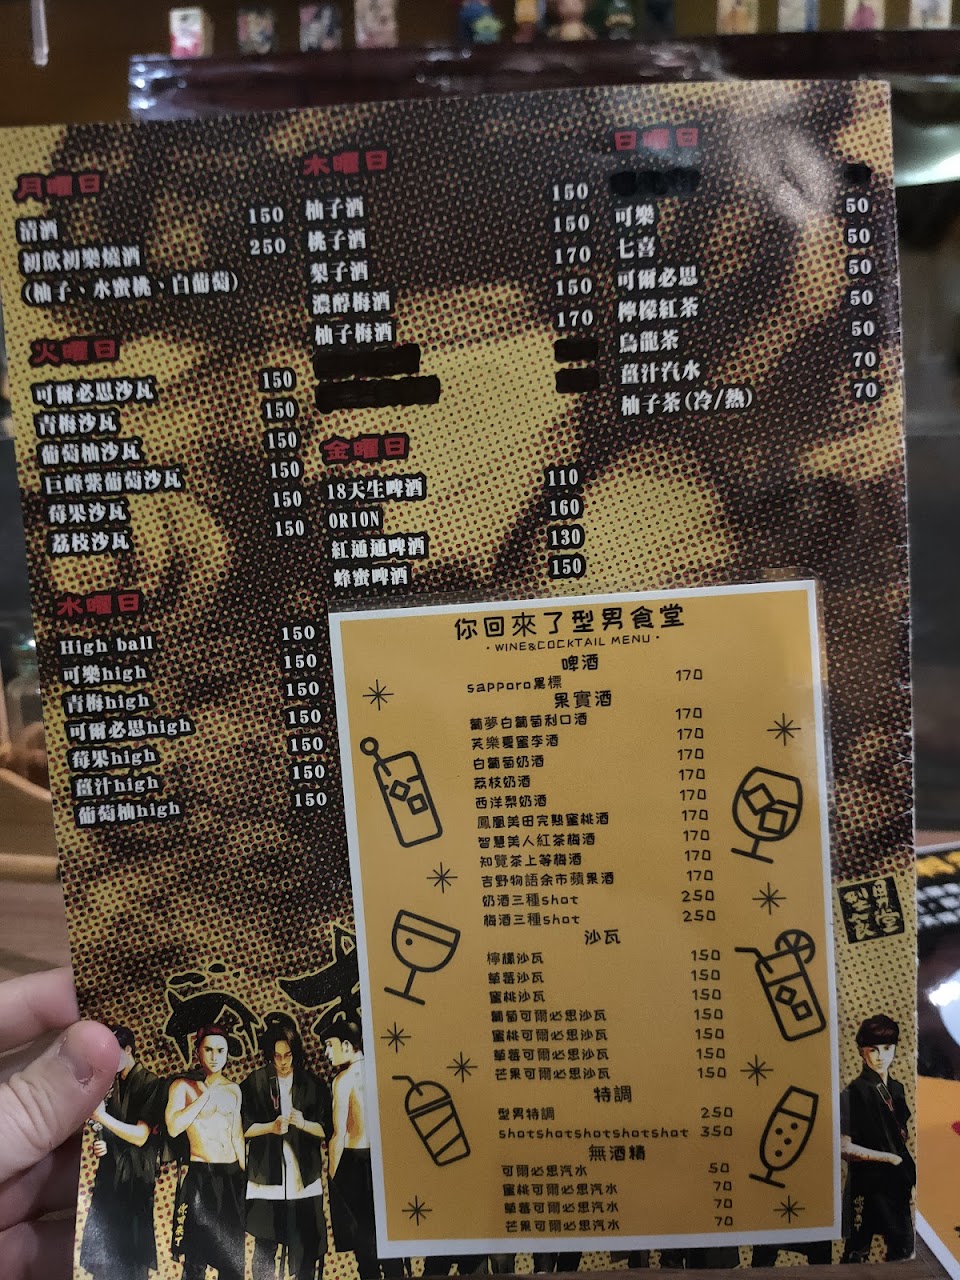 月曜日
清酒 150
初飲初樂燒酒 250
(柚子、水蜜桃、白葡萄)
火曜日
可爾必思沙瓦 150
青梅沙瓦 150
葡萄柚沙瓦 150
巨峰紫葡萄沙瓦 150
莓果沙瓦 150
荔枝沙瓦 150
水曜日
High ball 150
可樂high 150
青梅high 150
可爾必思high 150
莓果high 150
薑汁high 150
葡萄柚high 150
木曜日
柚子酒 150
桃子酒 150
梨子酒 170
濃醇梅酒 150
柚子梅酒 170
金曜日
18天生啤酒 110
ORION 160
紅通通啤酒 130
蜂蜜啤酒 150
日曜日
可樂 50
七喜 50
可爾必思 50
檸檬紅茶 50
烏龍茶 50
薑汁汽水 70
柚子茶(冷/熱) 70
你回來了型男食堂
·WINE&COCKTAIL MENU·
啤酒
sapporo黑標 170
果實酒
葡夢白葡萄利口酒 170
芙樂夏蜜李酒 170
白葡萄奶酒 170
荔枝奶酒 170
西洋梨奶酒 170
鳳凰美田完熟蜜桃酒 170
智慧美人紅茶梅酒 170
知覽茶上等梅酒 170
吉野物語余市蘋果酒 170
奶酒三種shot 250
梅酒三種shot 250
沙瓦
檸檬沙瓦 150
草莓沙瓦 150
蜜桃沙瓦 150
葡萄可爾必思沙瓦 150
蜜桃可爾必思沙瓦 150
草莓可爾必思沙瓦 150
芒果可爾必思沙瓦 150
特調
型男特調 250
shotshotshotshotshot 350
無酒精
可爾必思汽水 50
蜜桃可爾必思汽水 70
草莓可爾必思汽水 70
芒果可爾必思汽水 70
型男食堂